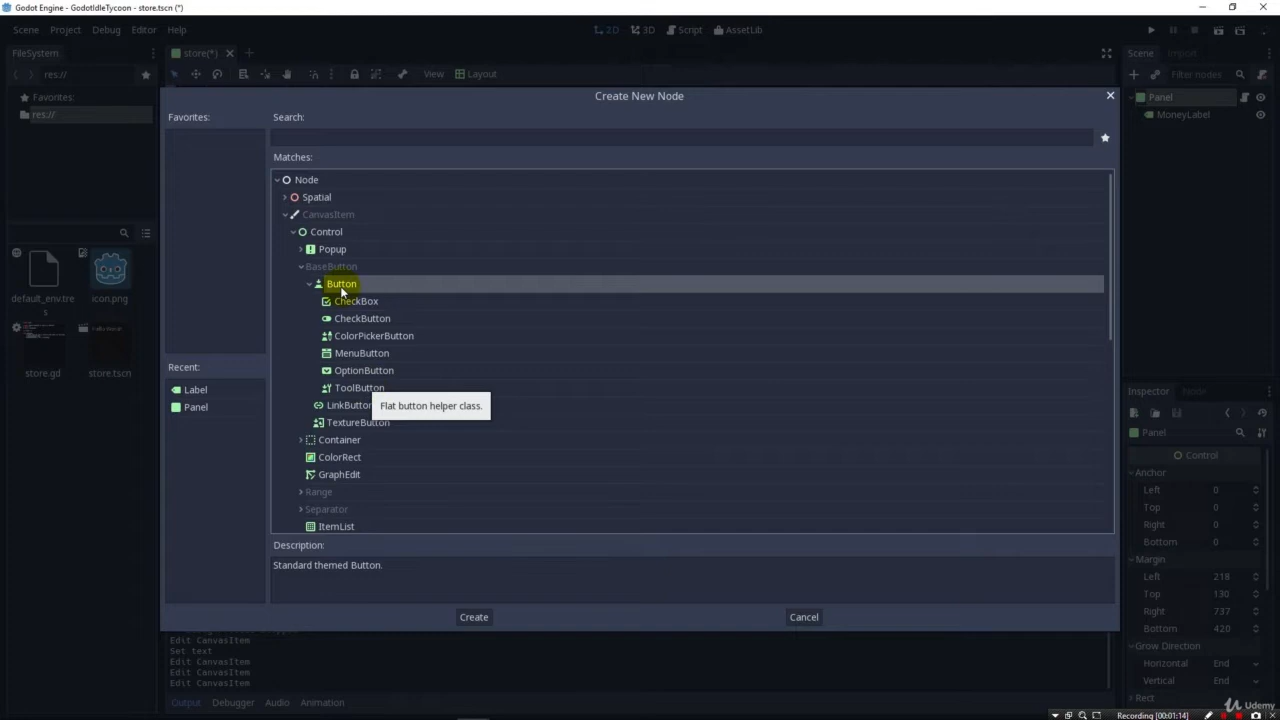 Godot Engine - GodotIdleTycoon - store.tscn (*)
Scene Project Debug Editor Help
2D 3D Script AssetLib
FileSystem
store(*)
Scene Import
res://
View Layout
Filter nodes
Favorites:
res://
Panel
MoneyLabel
Create New Node
Favorites:
Search:
Matches:
Node
Spatial
CanvasItem
Control
Popup
BaseButton
Button
CheckBox
CheckButton
ColorPickerButton
MenuButton
OptionButton
ToolButton
LinkButton
Flat button helper class.
TextureButton
Container
ColorRect
GraphEdit
Range
Separator
ItemList
default_env.tre
s
icon.png
store.gd
store.tscn
Recent:
Label
Panel
Description:
Standard themed Button.
Create Cancel
Inspector Node
Panel
Control
Anchor
Left 0
Top 0
Right 0
Bottom 0
Margin
Left 218
Top 130
Right 737
Bottom 420
Grow Direction
Horizontal End
Vertical End
Rect
Edit CanvasItem
Set text
Edit CanvasItem
Edit CanvasItem
Edit CanvasItem
Output Debugger Audio Animation
Recording [00:01:14]
Udemy